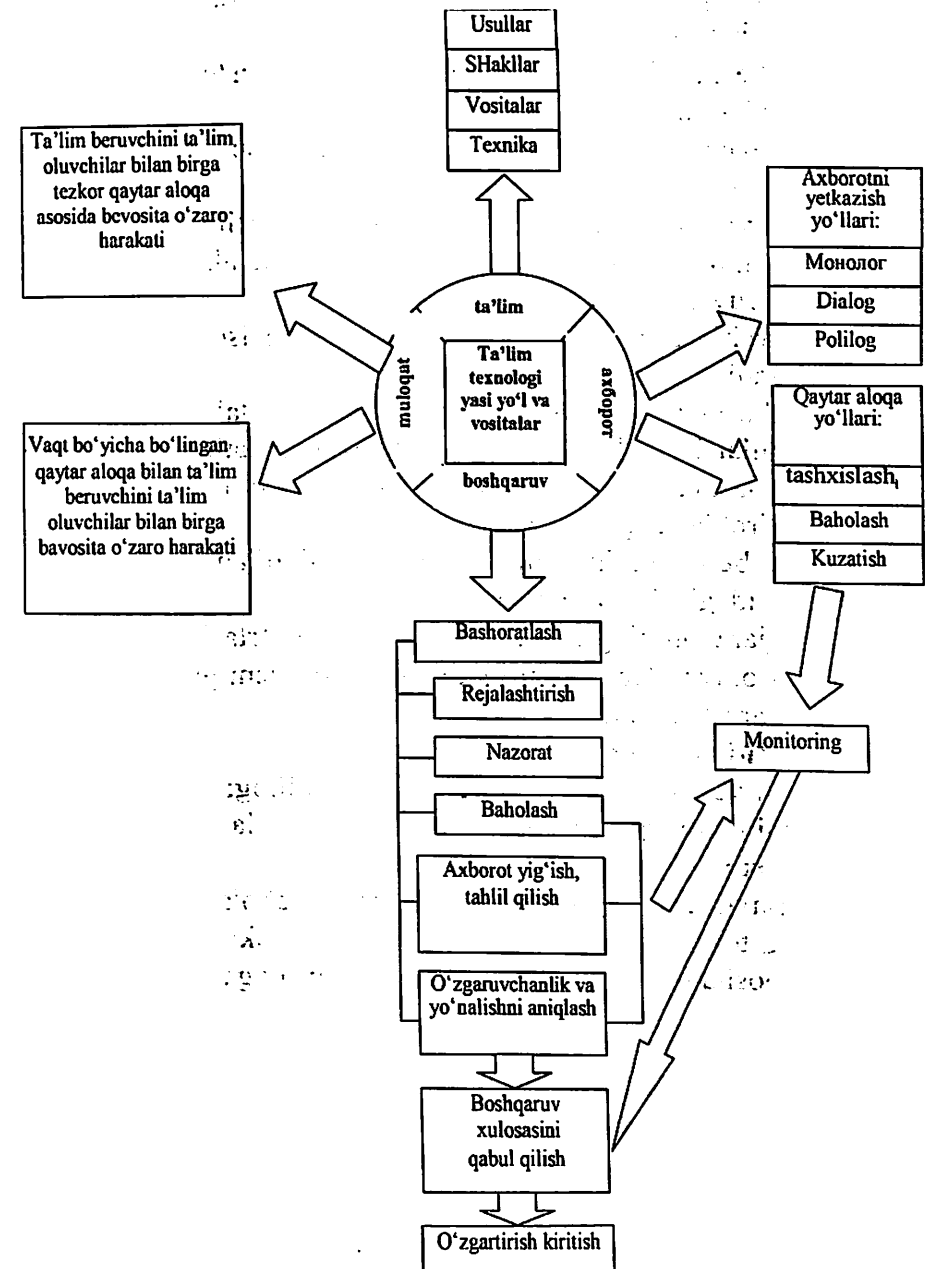 Usullar
SHakllar
Vositalar
Texnika
Ta’lim beruvchini ta’lim
oluvchilar bilan birga
tezkor qaytar aloqa
asosida bevosita o‘zaro
harakati
Axborotni
yetkazish
yo‘llari:
Монолог
Dialog
Polilog
ta’lim
muloqat
Ta’lim
texnologi
yasi yo‘l va
vositalar
ахборот
boshqaruv
Vaqt bo‘yicha bo‘lingan
qaytar aloqa bilan ta’lim
beruvchini ta’lim
oluvchilar bilan birga
bavosita o‘zaro harakati
Qaytar aloqa
yo‘llari:
tashxislash,
Baholash
Kuzatish
Bashoratlash
Rejalashtirish
Nazorat
Baholash
Axborot yig‘ish,
tahlil qilish
O‘zgaruvchanlik va
yo‘nalishni aniqlash
Monitoring
Boshqaruv
xulosasini
qabul qilish
O‘zgartirish kiritish